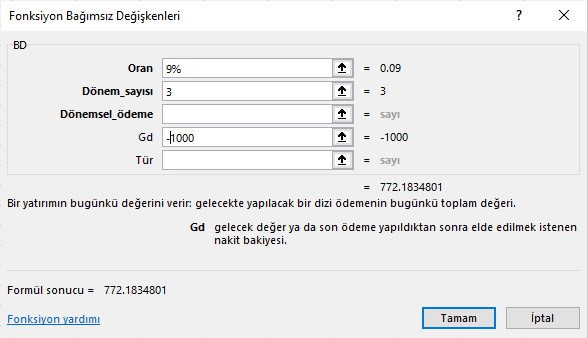 Fonksiyon Bağımsız Değişkenleri ? ×
BD
Oran 9% = 0.09
Dönem_sayısı 3 = 3
Dönemsel_ödeme = sayı
Gd -1000 = -1000
Tür = sayı
= 772.1834801
Bir yatırımın bugünkü değerini verir: gelecekte yapılacak bir dizi ödemenin bugünkü toplam değeri.
Gd gelecek değer ya da son ödeme yapıldıktan sonra elde edilmek istenen
nakit bakiyesi.
Formül sonucu = 772.1834801
Fonksiyon yardımı Tamam İptal